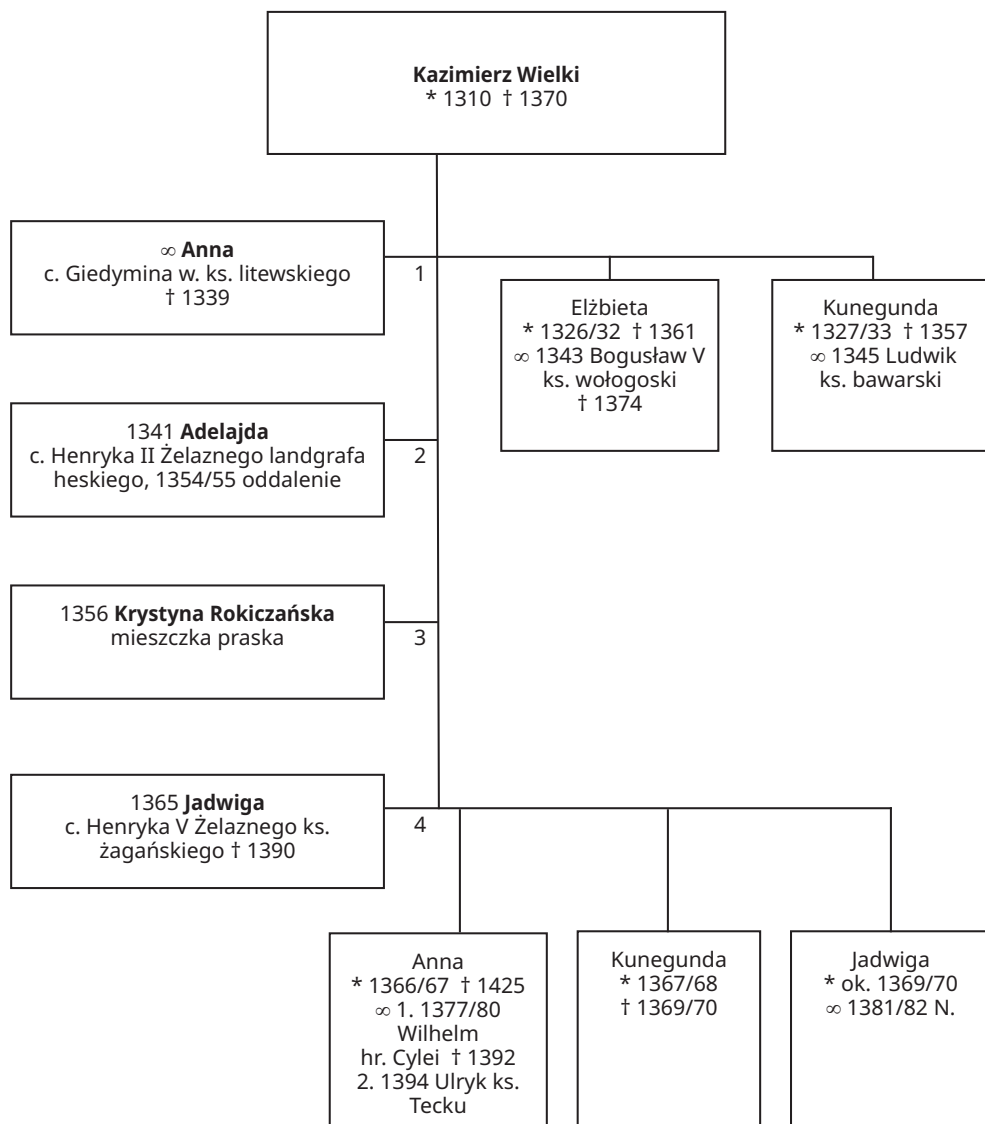 Kazimierz Wielki
* 1310 † 1370
∞ Anna
c. Giedymina w. ks. litewskiego
† 1339
1
Elżbieta
* 1326/32 † 1361
∞ 1343 Bogusław V
ks. wołogoski
† 1374
Kunegunda
* 1327/33 † 1357
∞ 1345 Ludwik
ks. bawarski
1341 Adelajda
c. Henryka II Żelaznego landgrafa
heskiego, 1354/55 oddalenie
2
1356 Krystyna Rokiczańska
mieszczka praska
3
1365 Jadwiga
c. Henryka V Żelaznego ks.
żagańskiego † 1390
4
Anna
* 1366/67 † 1425
∞ 1. 1377/80
Wilhelm
hr. Cylei † 1392
2. 1394 Ulryk ks.
Tecku
Kunegunda
* 1367/68
† 1369/70
Jadwiga
* ok. 1369/70
∞ 1381/82 N.